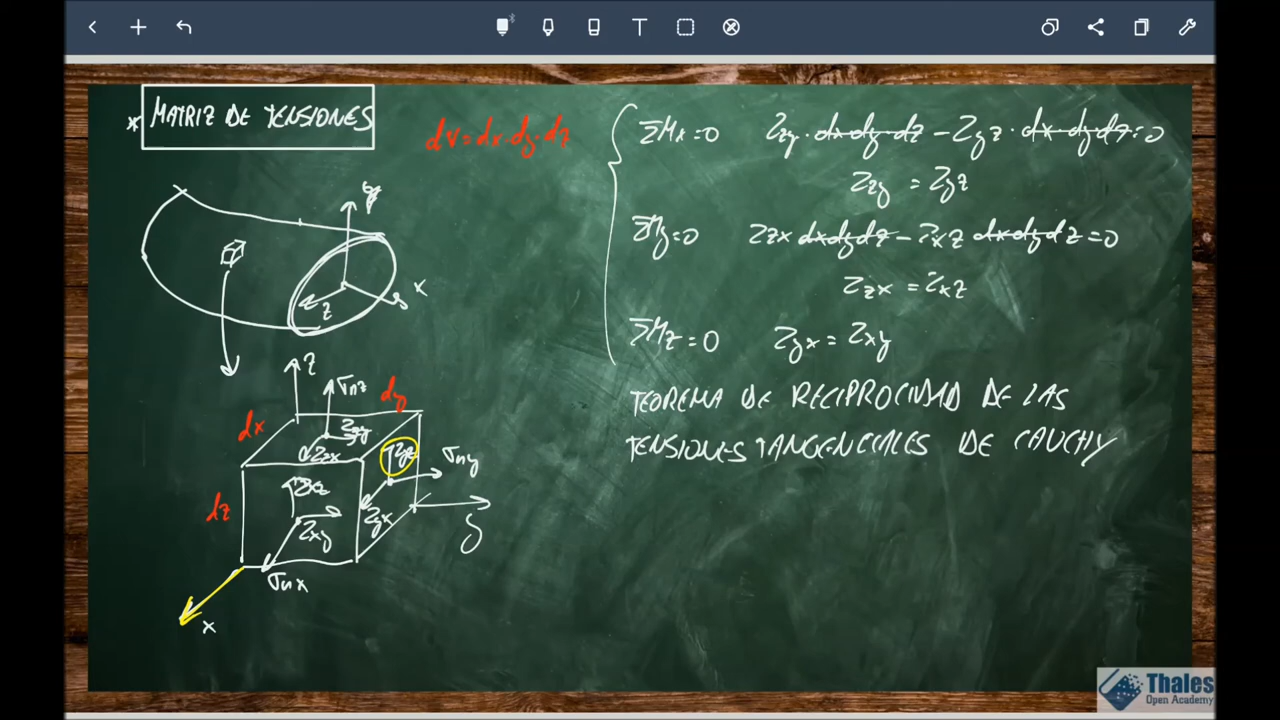 * MATRIZ DE TENSIONES
dV = dx·dy·dz
y
x
z
z
σnz
dx
dy
dz
τzy
τzx
τyz
σny
τxz
τxy
τyx
y
σnx
x
ΣMx=0 τzy · dx·dy·dz − τyz · dx·dy·dz=0
τzy = τyz
ΣMy=0 τzx dx·dy·dz − τxz dx·dy·dz=0
τzx = τxz
ΣMz=0 τyx = τxy
TEOREMA DE RECIPROCIDAD DE LAS
TENSIONES TANGENCIALES DE CAUCHY
Thales
Open Academy